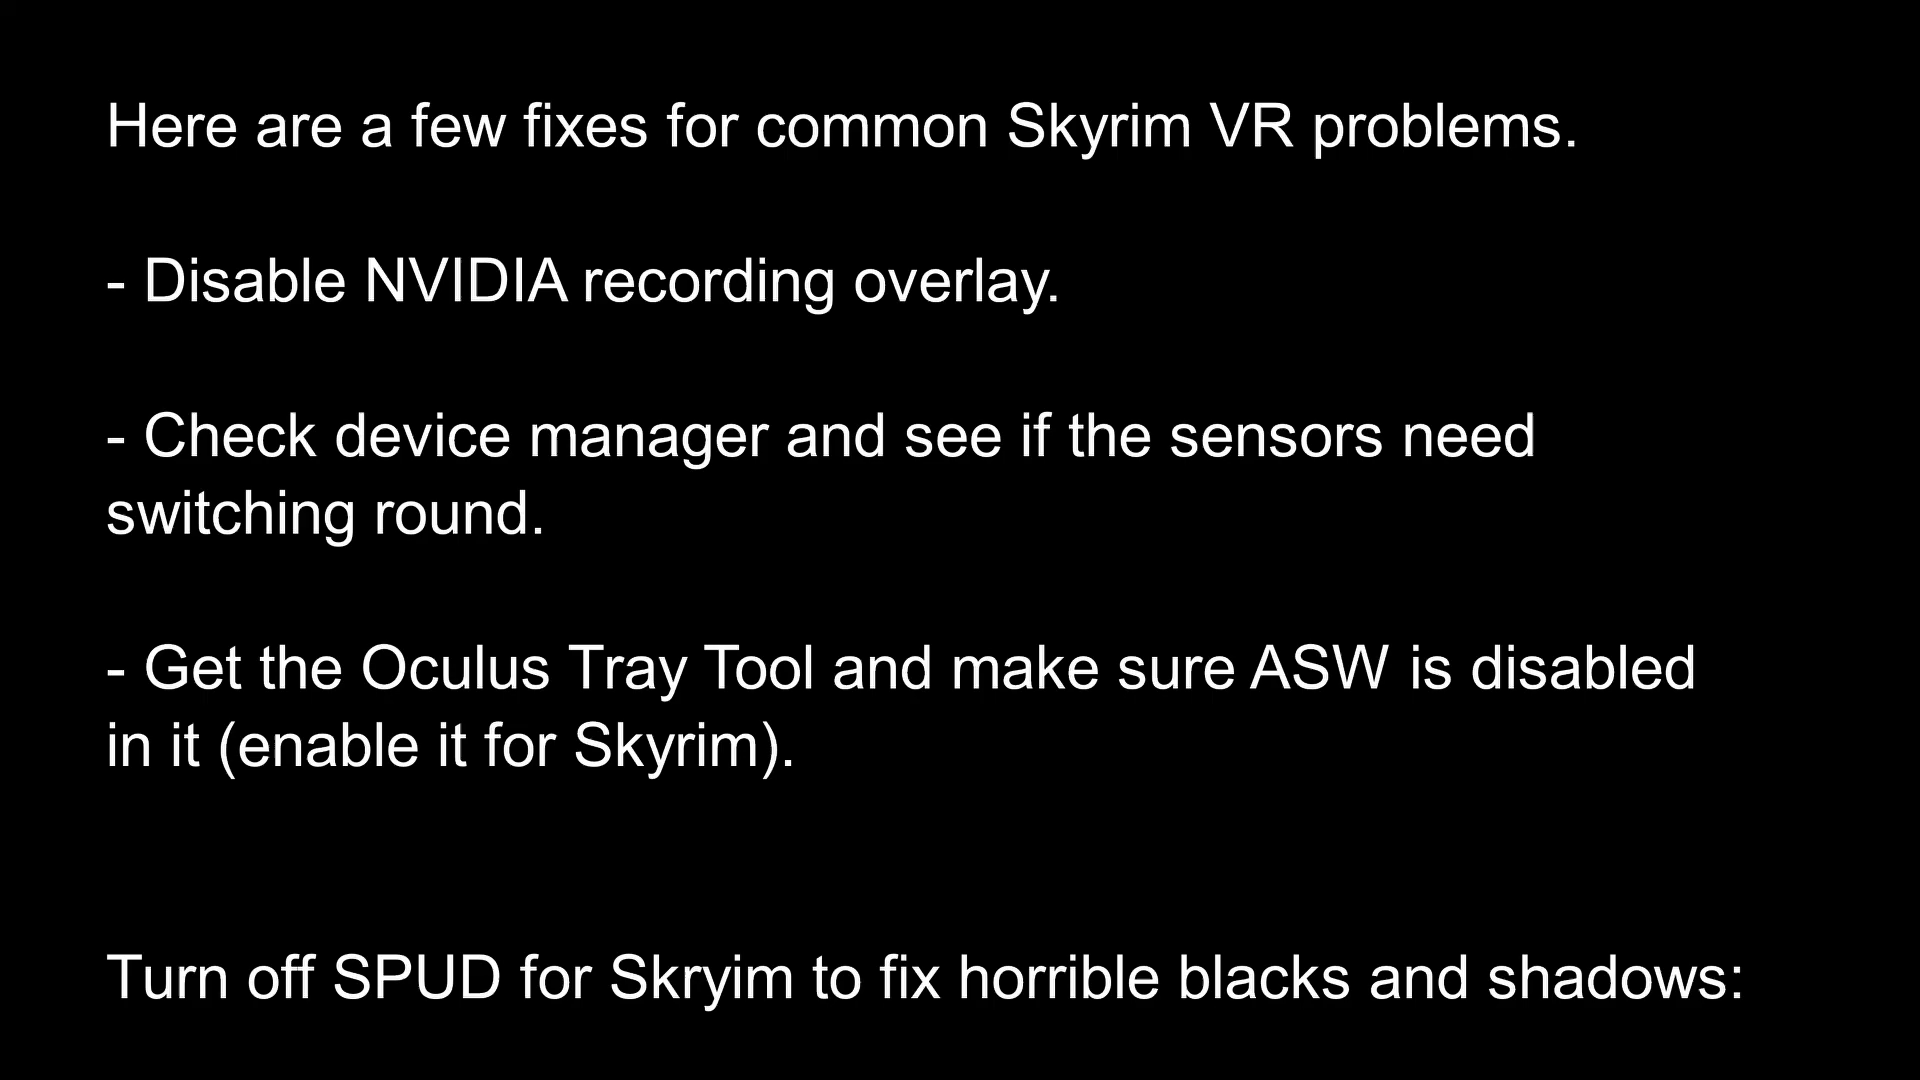 Here are a few fixes for common Skyrim VR problems.
- Disable NVIDIA recording overlay.
- Check device manager and see if the sensors need
switching round.
- Get the Oculus Tray Tool and make sure ASW is disabled
in it (enable it for Skyrim).
Turn off SPUD for Skryim to fix horrible blacks and shadows: